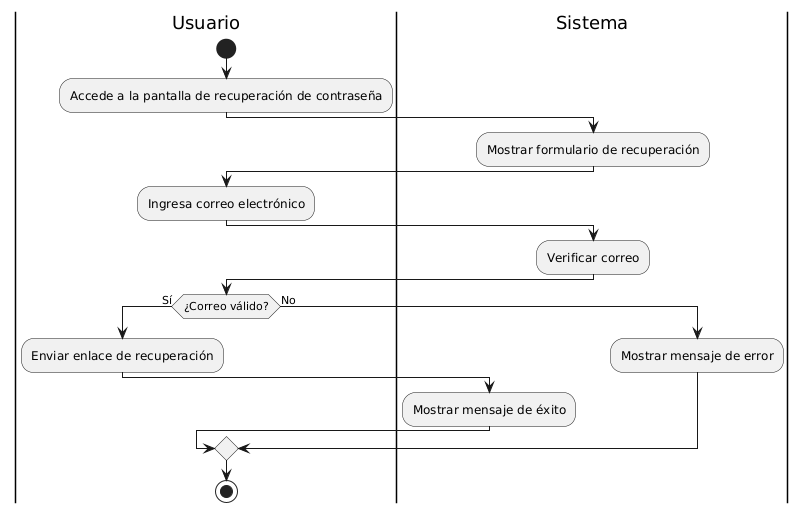 Usuario
Sistema
Accede a la pantalla de recuperación de contraseña
Mostrar formulario de recuperación
Ingresa correo electrónico
Verificar correo
Sí
¿Correo válido?
No
Enviar enlace de recuperación
Mostrar mensaje de error
Mostrar mensaje de éxito